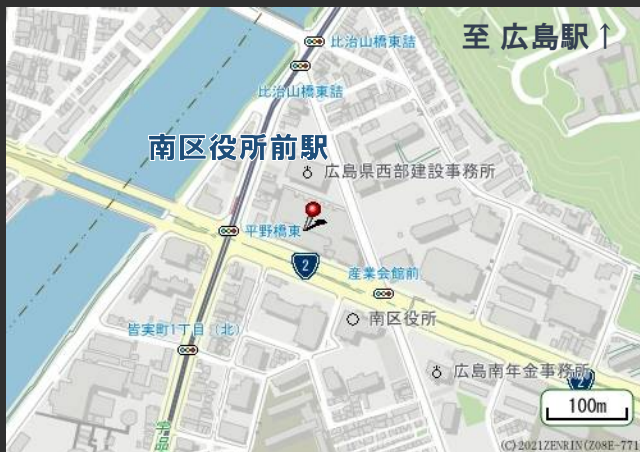 至 広島駅↑
比治山橋東詰
比治山橋東詰
南区役所前駅
広島県西部建設事務所
平野橋東
2
産業会館前
南区役所
皆実町1丁目(北)
広島南年金事務所
2
100m
宇品
(C)2021ZENRIN(Z08E-771